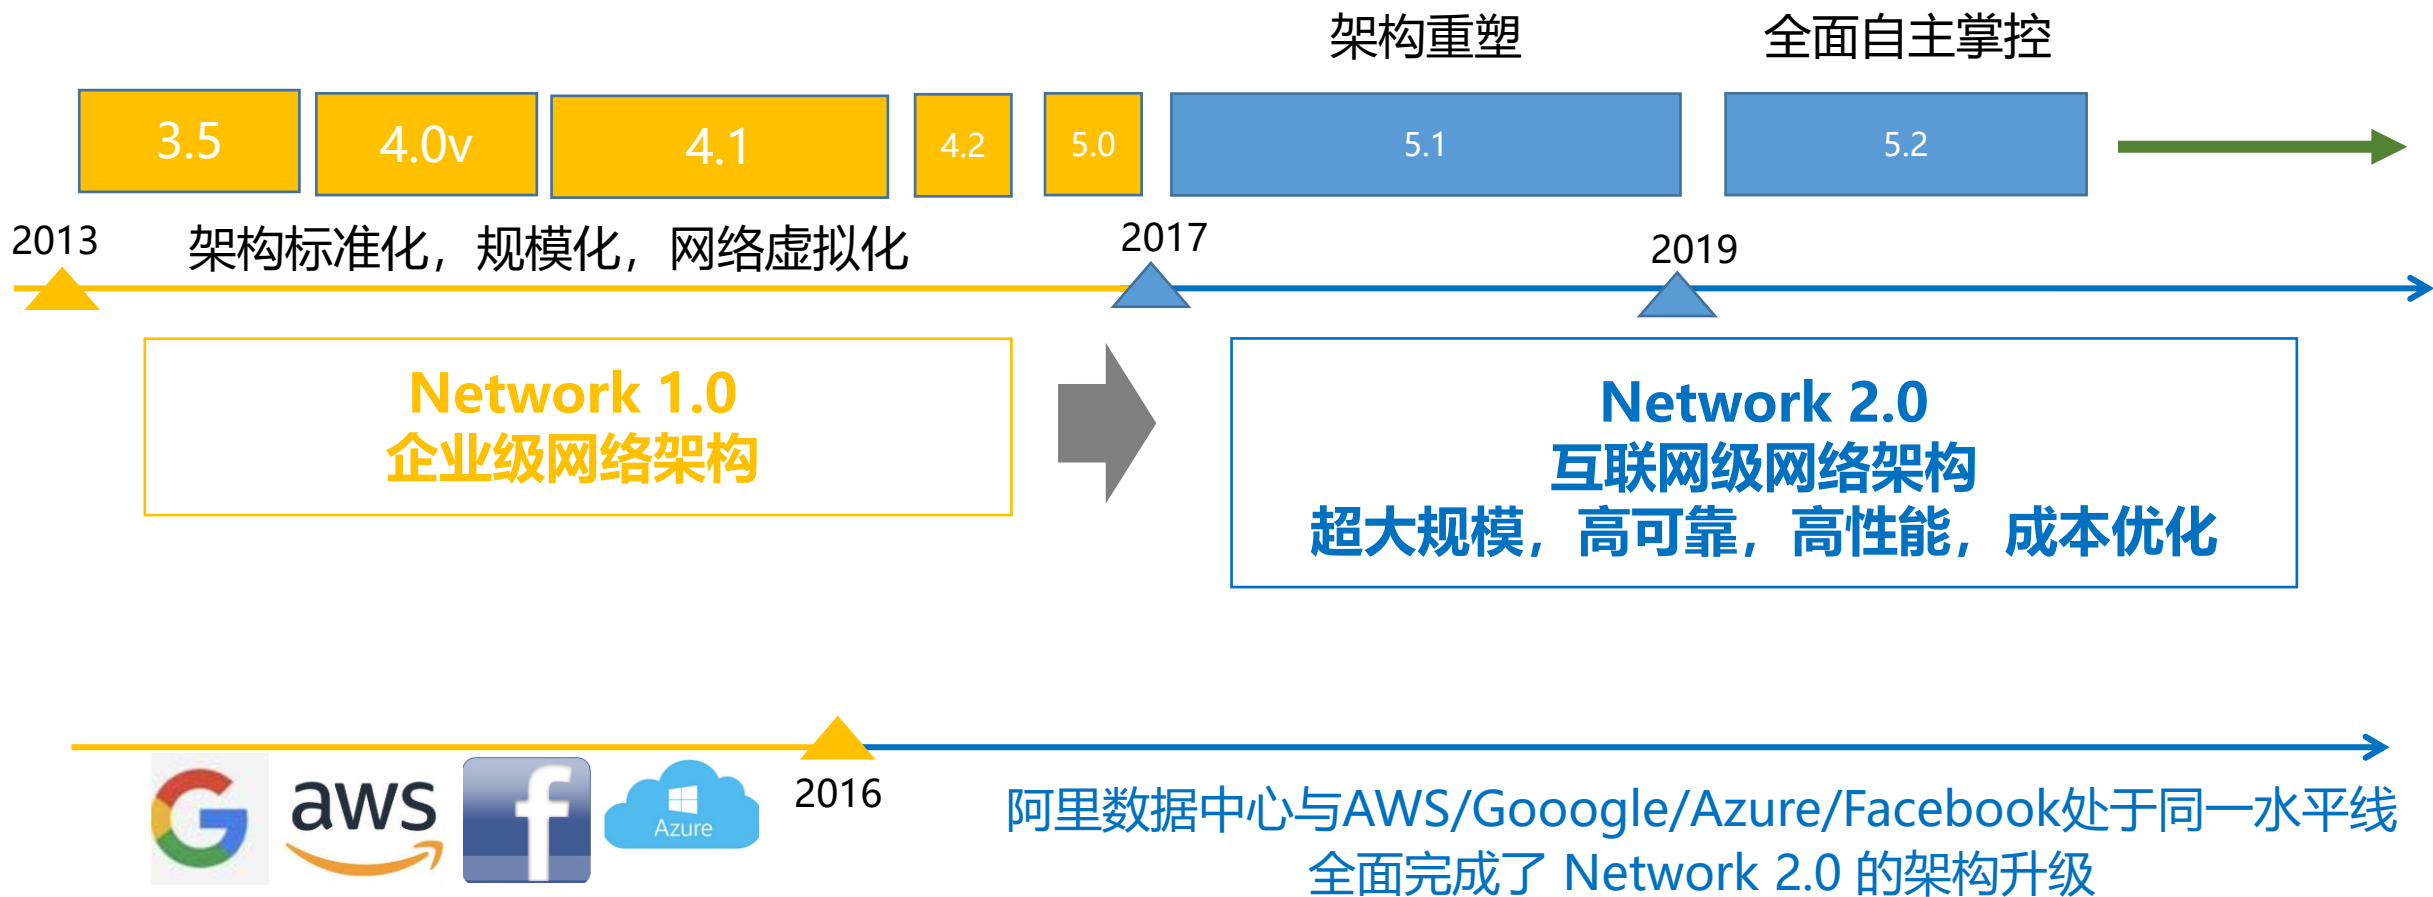 架构重塑
全面自主掌控
3.5
4.0v
4.1
4.2
5.0
5.1
5.2
2013
架构标准化，规模化，网络虚拟化
2017
2019
Network 1.0
企业级网络架构
Network 2.0
互联网级网络架构
超大规模，高可靠，高性能，成本优化
G
aws
f
Azure
2016
阿里数据中心与AWS/Gooogle/Azure/Facebook处于同一水平线
全面完成了 Network 2.0 的架构升级